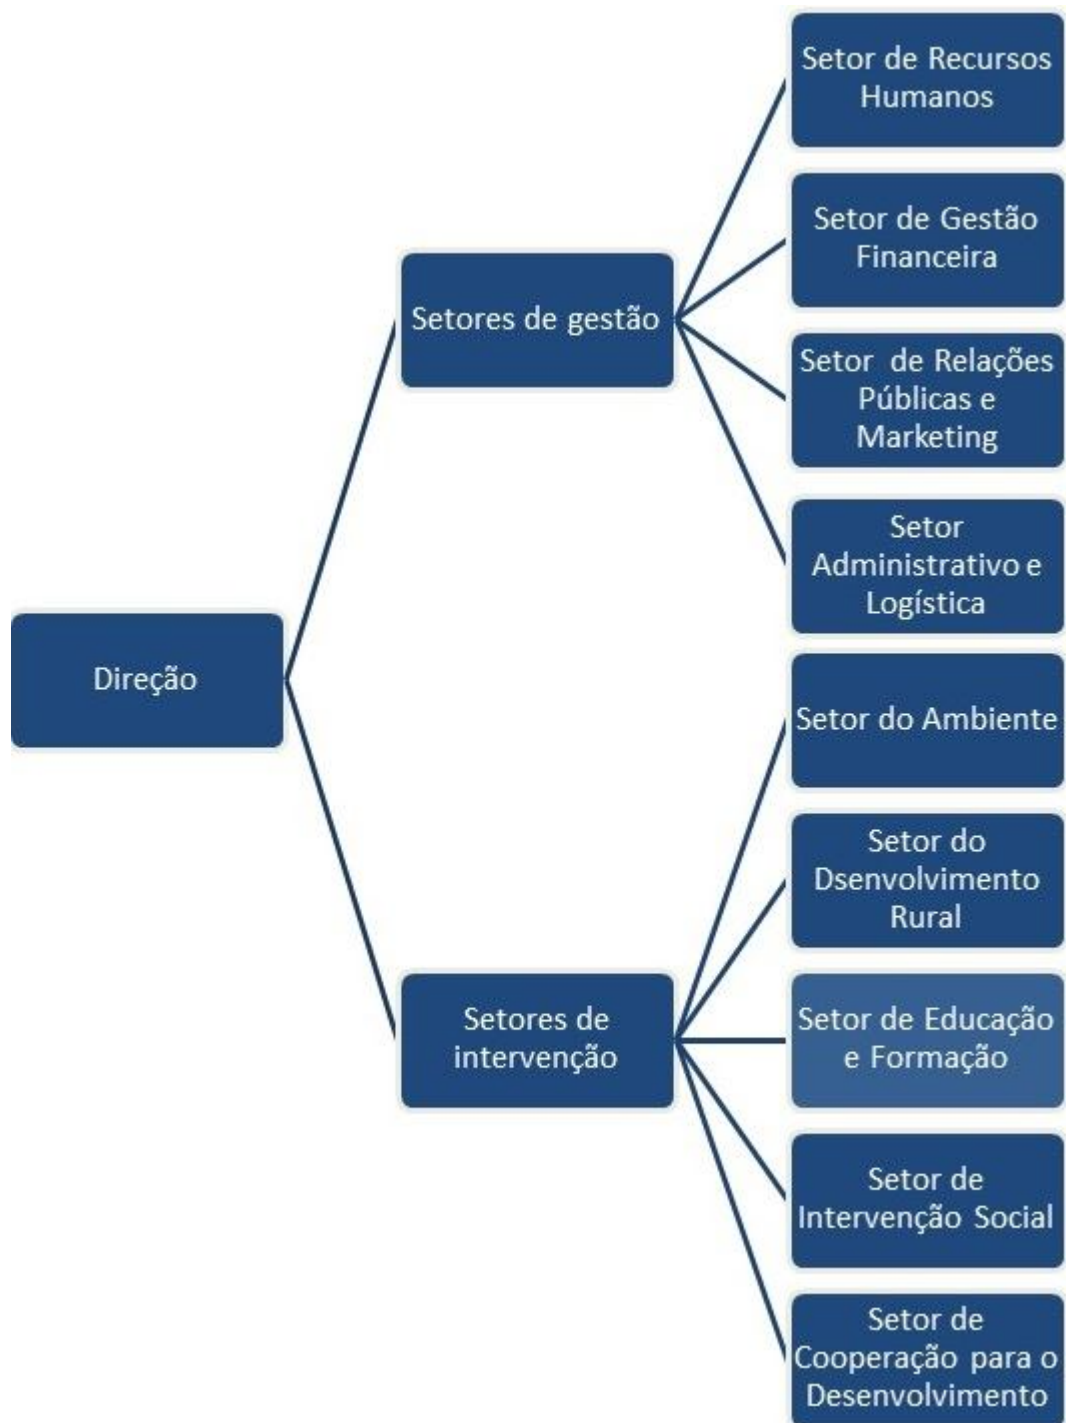 Direção
Setores de gestão
Setor de Recursos
Humanos
Setor de Gestão
Financeira
Setor de Relações
Públicas e
Marketing
Setor
Administrativo e
Logística
Setores de
intervenção
Setor do Ambiente
Setor do
Dsenvolvimento
Rural
Setor de Educação
e Formação
Setor de
Intervenção Social
Setor de
Cooperação para o
Desenvolvimento